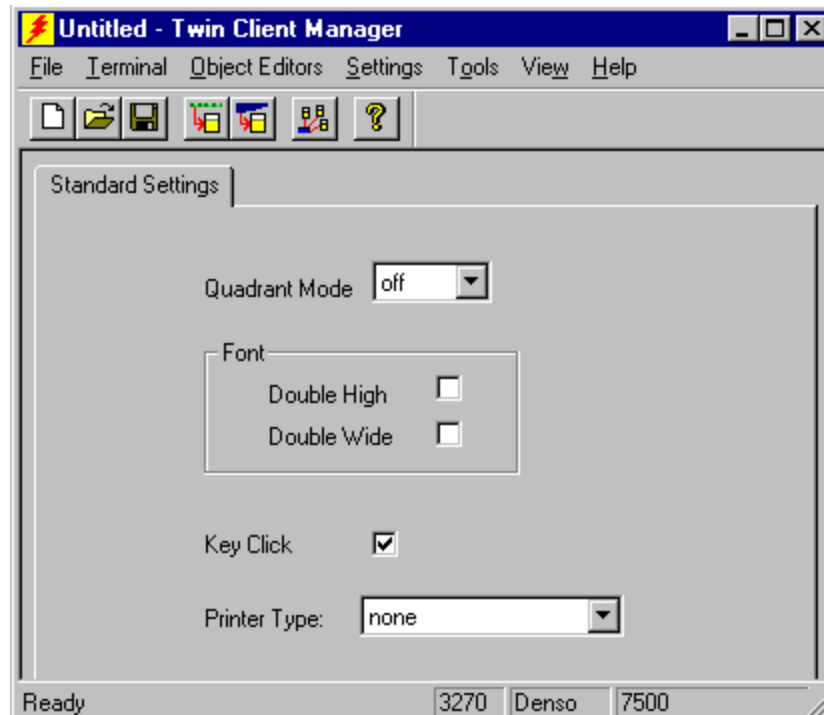 Untitled - Twin Client Manager
File Terminal Object Editors Settings Tools View Help
Standard Settings
Quadrant Mode off
Font
Double High
Double Wide
Key Click
Printer Type: none
Ready 3270 Denso 7500